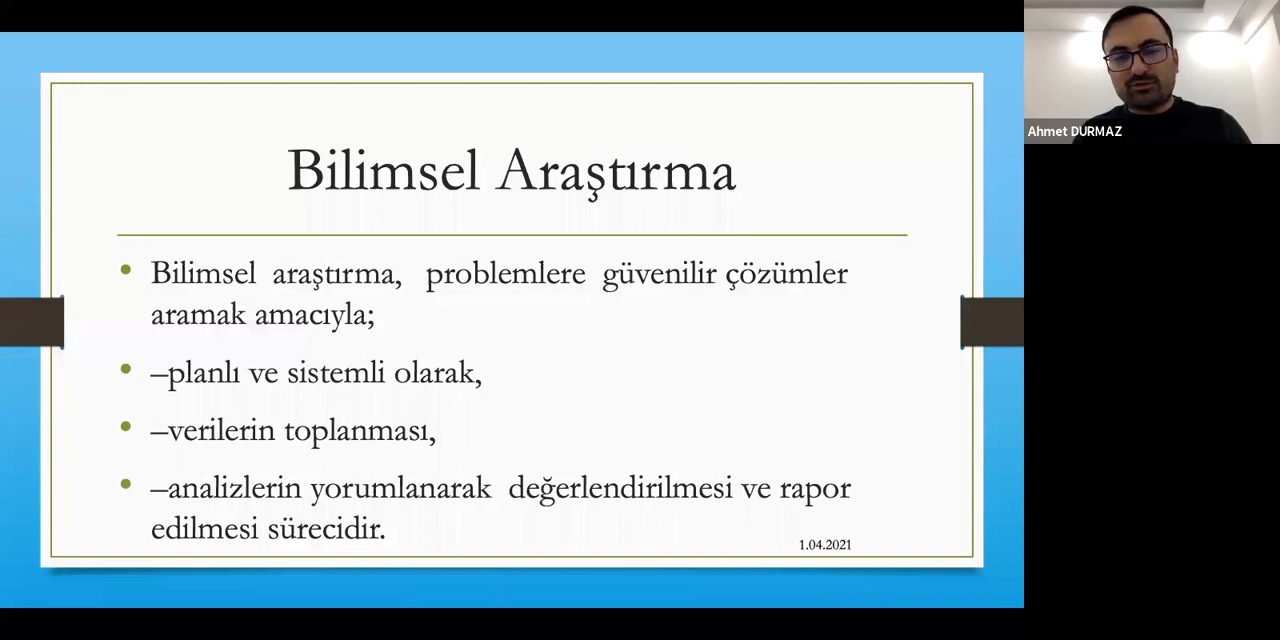 Bilimsel Araştırma
Bilimsel araştırma, problemlere güvenilir çözümler
aramak amacıyla;
–planlı ve sistemli olarak,
–verilerin toplanması,
–analizlerin yorumlanarak değerlendirilmesi ve rapor
edilmesi sürecidir.
1.04.2021
Ahmet DURMAZ